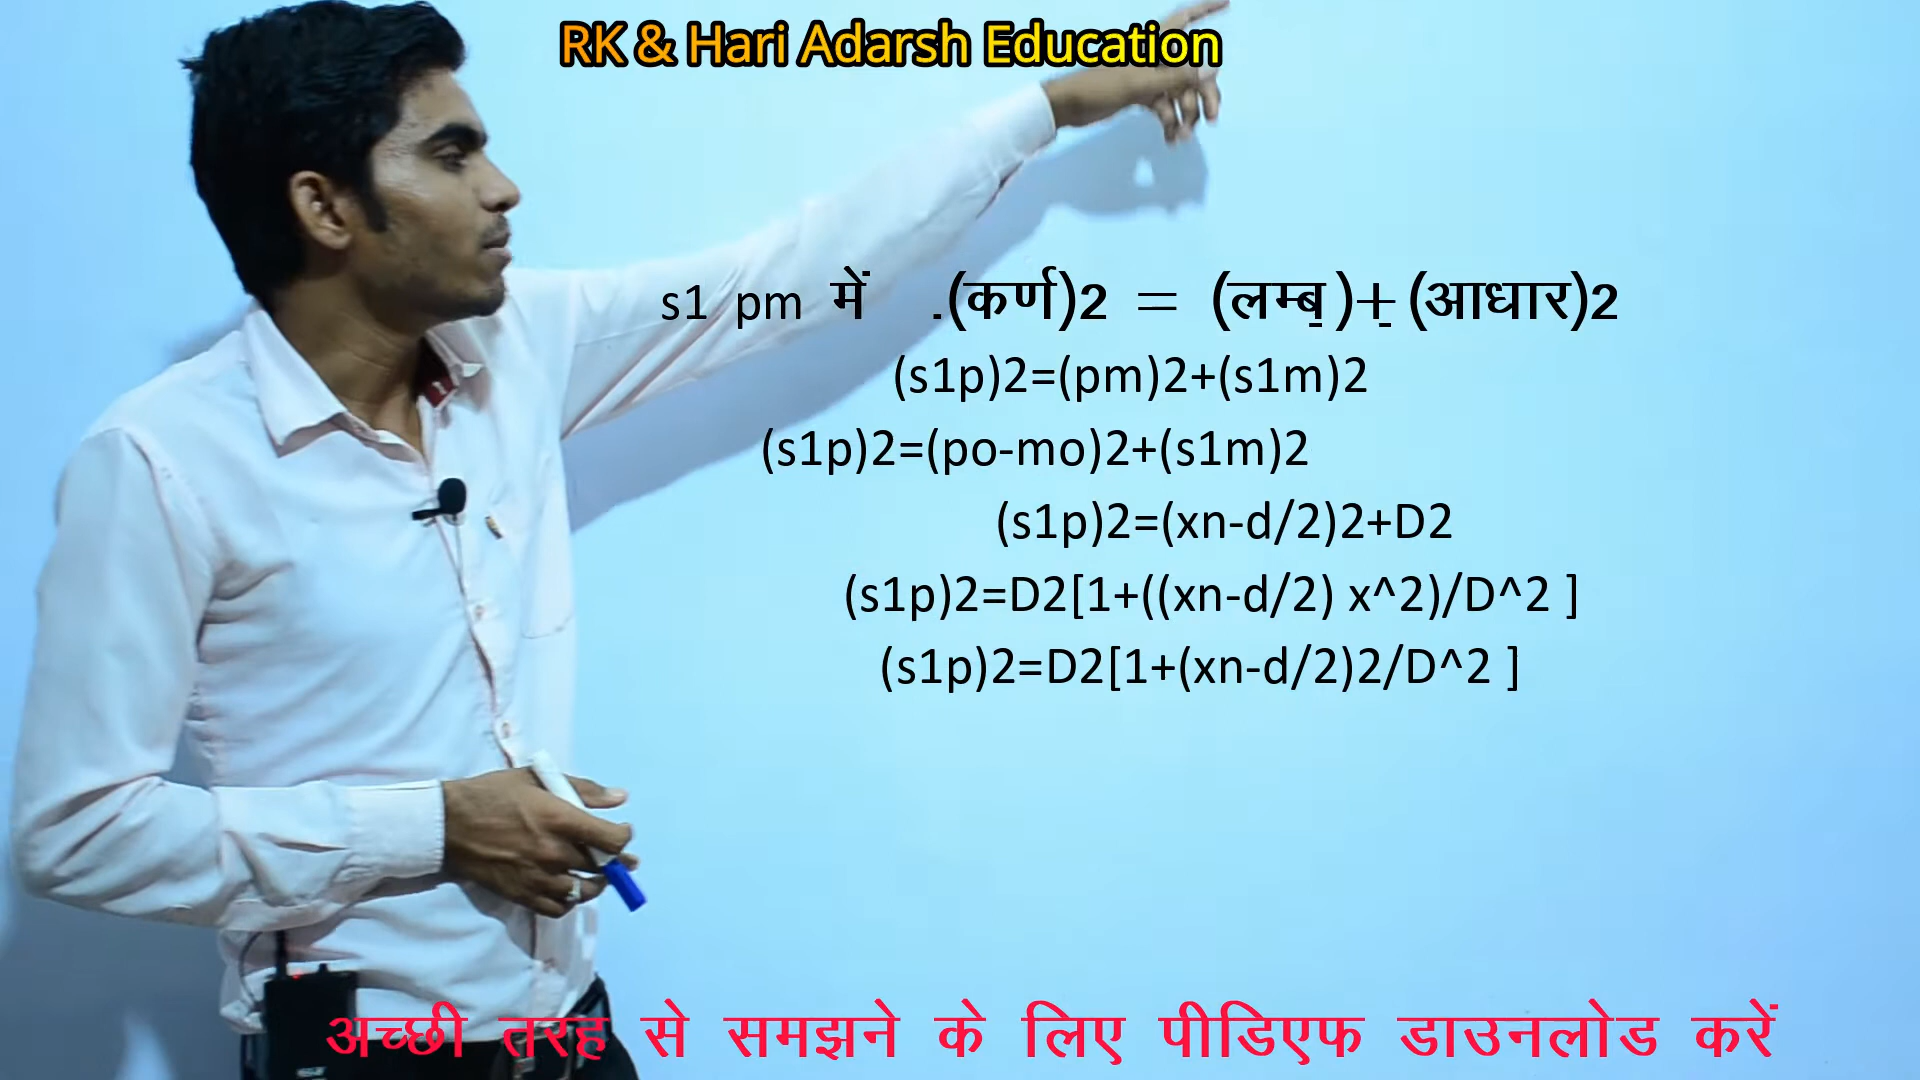 RK & Hari Adarsh Education
s1 pm में .(कर्ण)2 = (लम्ब )+ (आधार)2
(s1p)2=(pm)2+(s1m)2
(s1p)2=(po-mo)2+(s1m)2
(s1p)2=(xn-d/2)2+D2
(s1p)2=D2[1+((xn-d/2) x^2)/D^2 ]
(s1p)2=D2[1+(xn-d/2)2/D^2 ]
अच्छी तरह से समझने के लिए पीडिएफ डाउनलोड करें